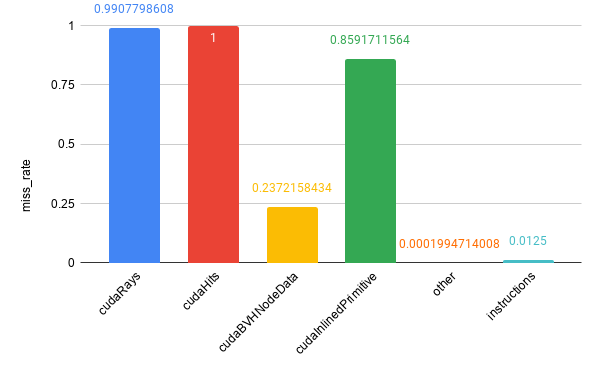 0.9907798608
1
1
0.8591711564
0.75
0.5
miss_rate
0.25
0.2372158434
0.0001994714008
0.0125
0
cudaRays
cudaHits
cudaBVHNodeData
cudaInlinedPrimitive
other
instructions